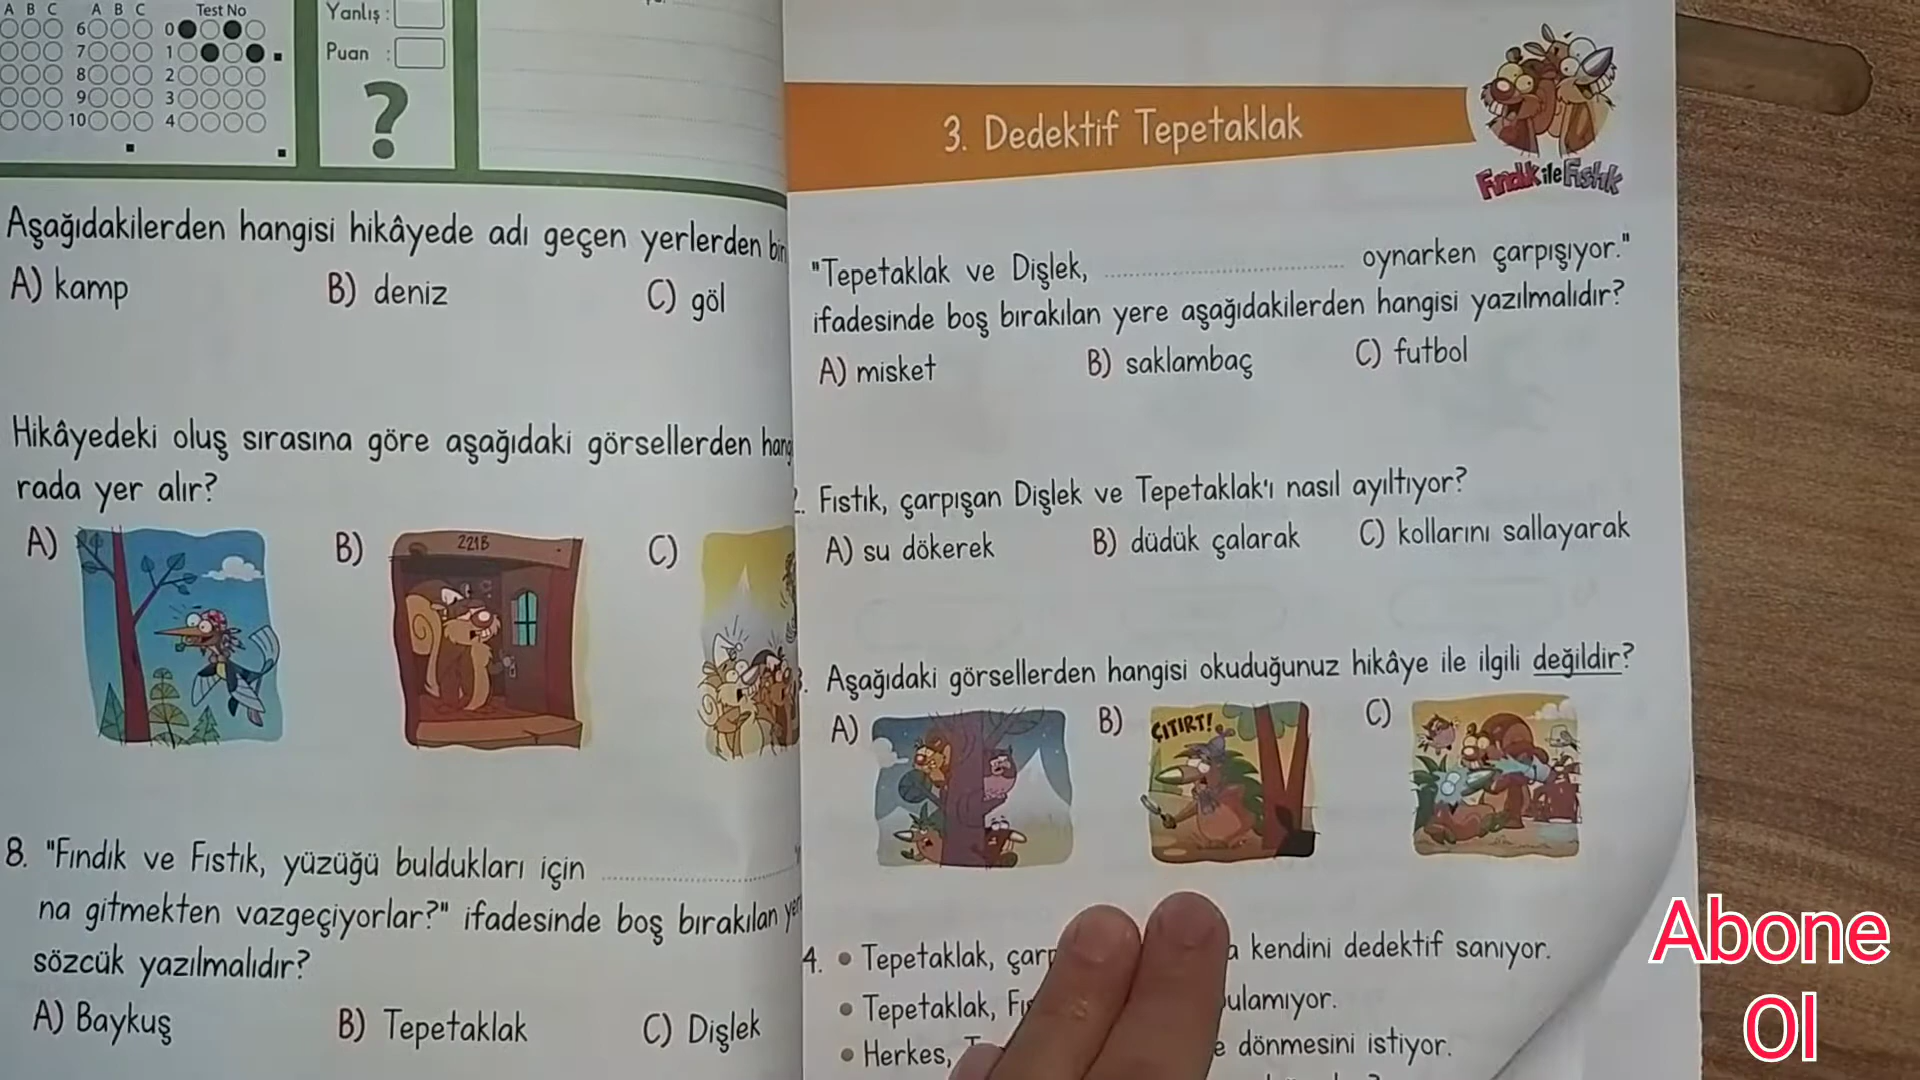 A B C A B C Test No
6 0
7 1
8 2
9 3
10 4
Yanlış :
Puan :
?
Aşağıdakilerden hangisi hikâyede adı geçen yerlerden
A) kamp B) deniz C) göl
Hikâyedeki oluş sırasına göre aşağıdaki görsellerden
rada yer alır?
A) B) C)
221B
8. "Fındık ve Fıstık, yüzüğü buldukları için ....................
na gitmekten vazgeçiyorlar?" ifadesinde boş bırakılan
sözcük yazılmalıdır?
A) Baykuş B) Tepetaklak C) Dişlek
3. Dedektif Tepetaklak
Fındık ile Fıstık
"Tepetaklak ve Dişlek, .................... oynarken çarpışıyor."
ifadesinde boş bırakılan yere aşağıdakilerden hangisi yazılmalıdır?
A) misket B) saklambaç C) futbol
2. Fıstık, çarpışan Dişlek ve Tepetaklak'ı nasıl ayıltıyor?
A) su dökerek B) düdük çalarak C) kollarını sallayarak
3. Aşağıdaki görsellerden hangisi okuduğunuz hikâye ile ilgili değildir?
A) B) C)
ÇITIRT!
4. • Tepetaklak, kendini dedektif sanıyor.
• Tepetaklak,
• Herkes, dönmesini istiyor.
Abone
Ol